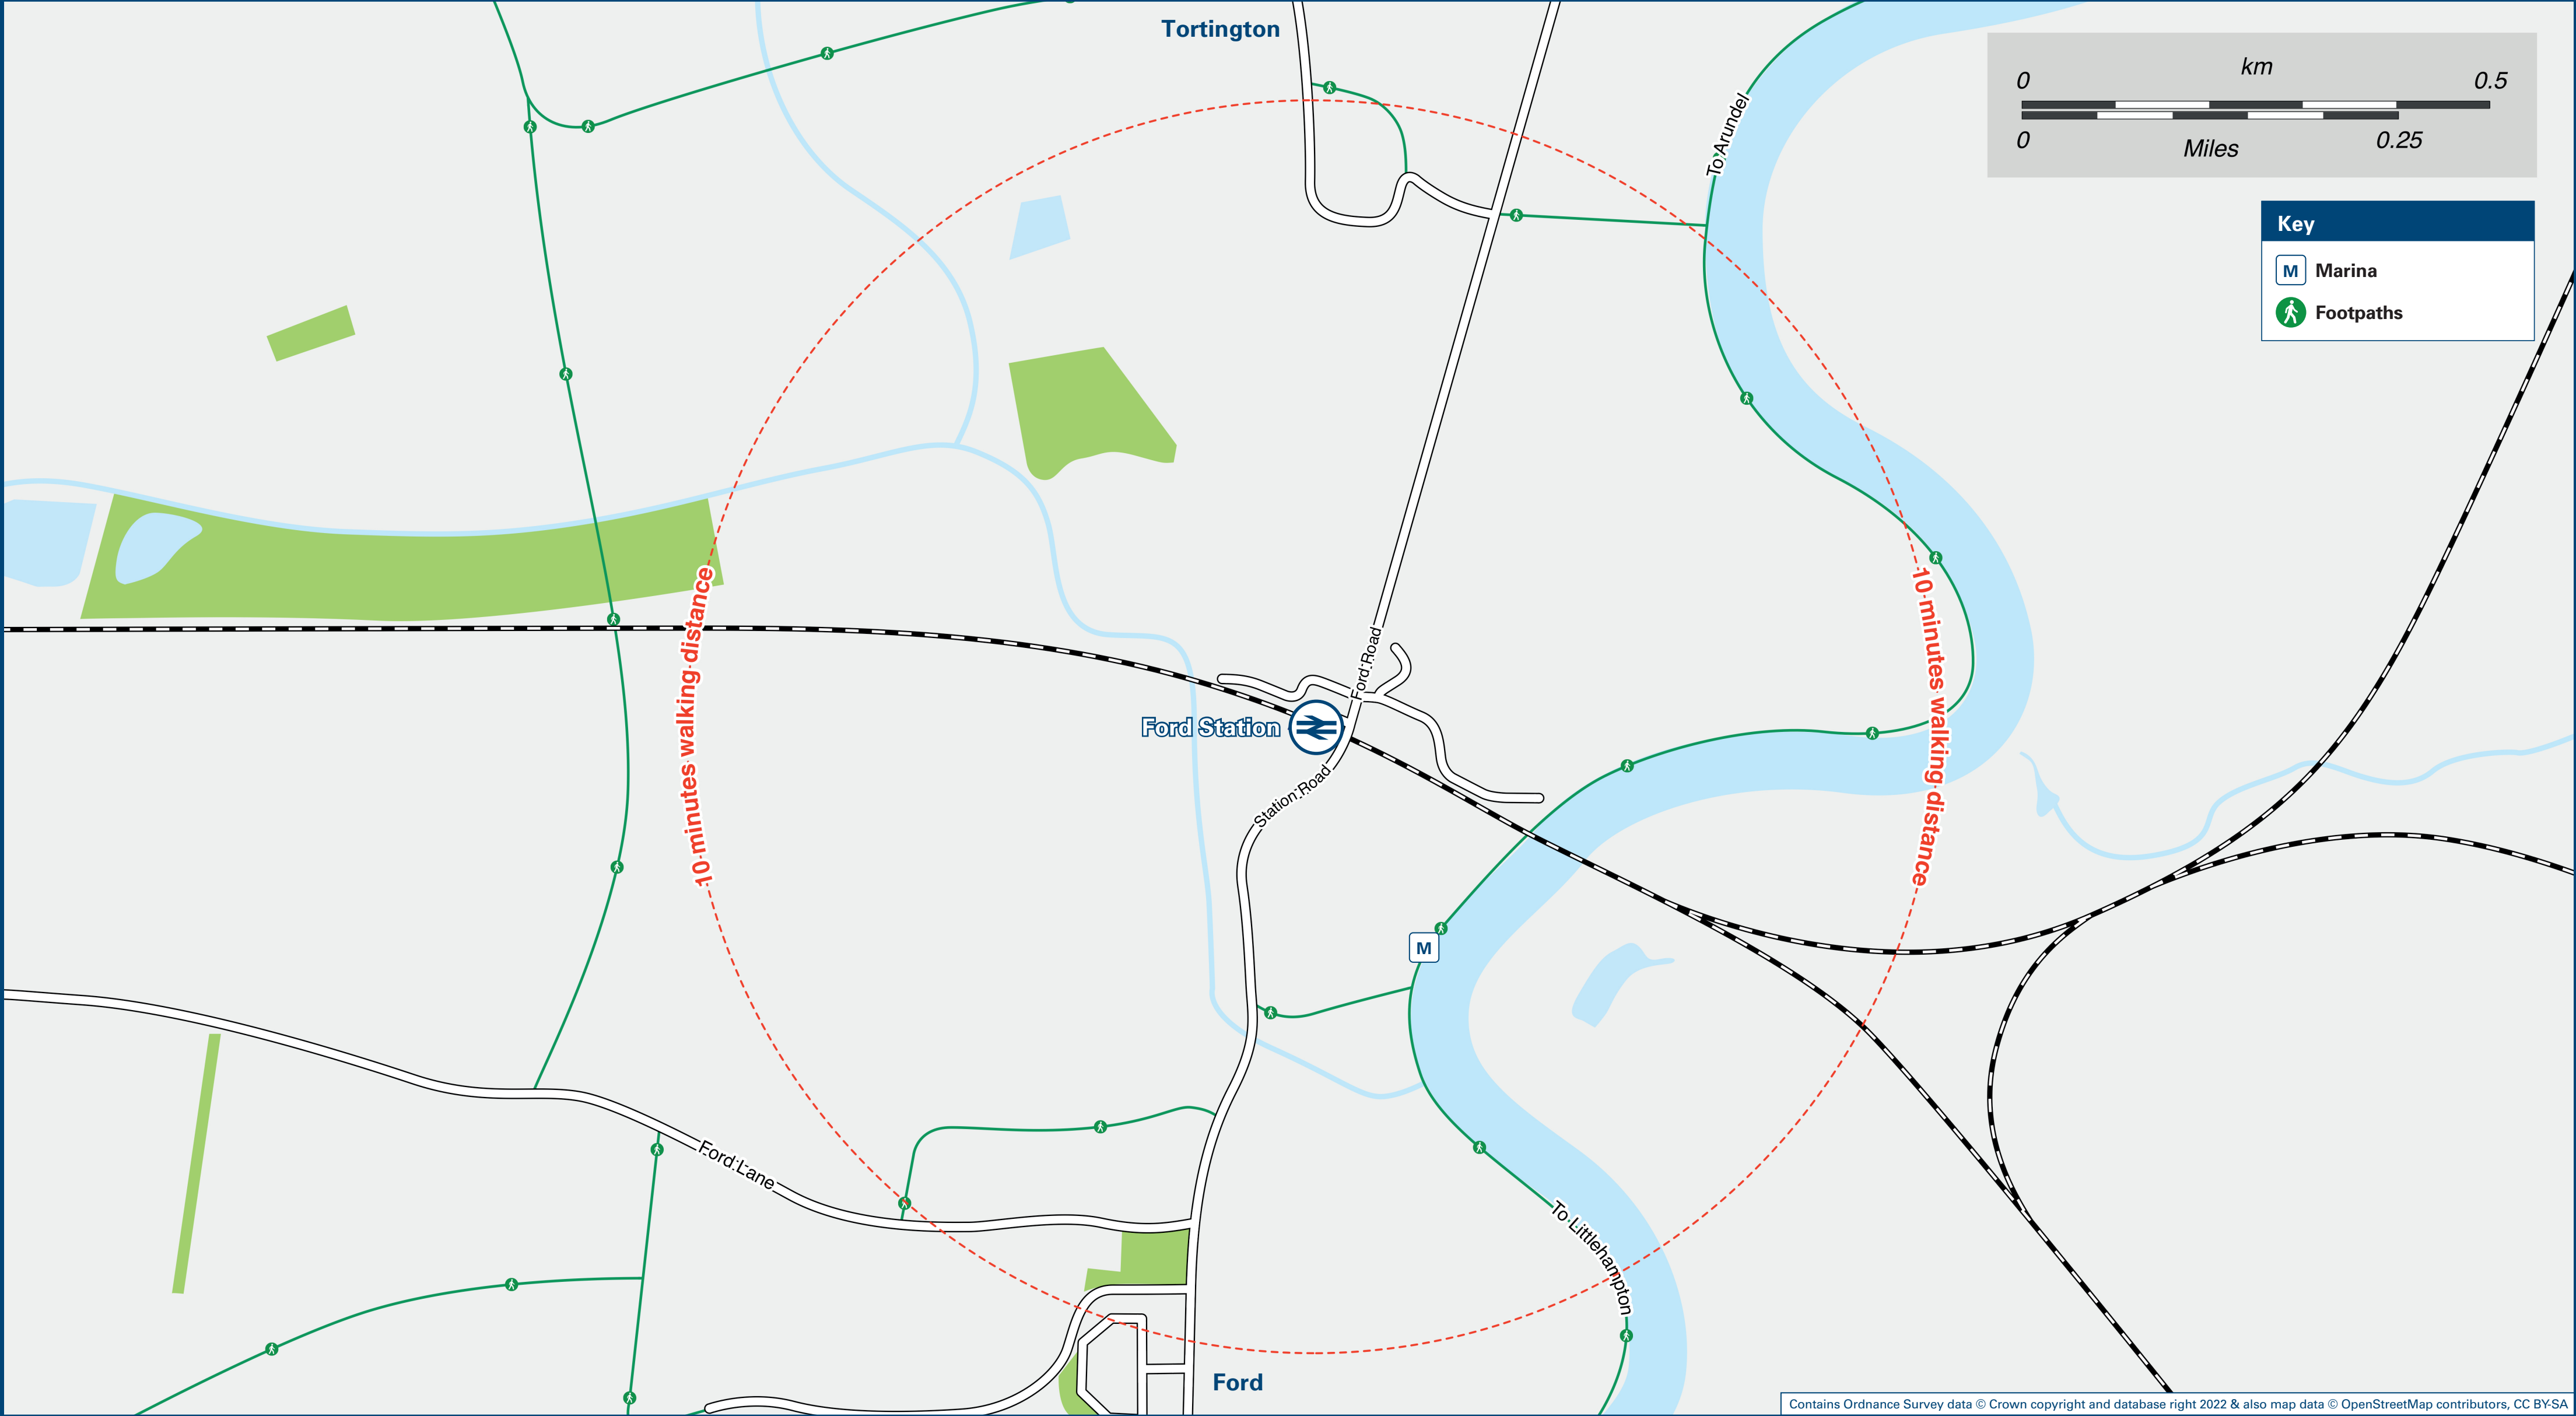 Tortington
km
0 0.5
0 0.25
Miles
To Arundel
Key
M Marina
Footpaths
10 minutes walking distance
10 minutes walking distance
Ford Road
Ford Station
Station Road
M
Ford Lane
To Littlehampton
Ford
Contains Ordnance Survey data © Crown copyright and database right 2022 & also map data © OpenStreetMap contributors, CC BY-SA